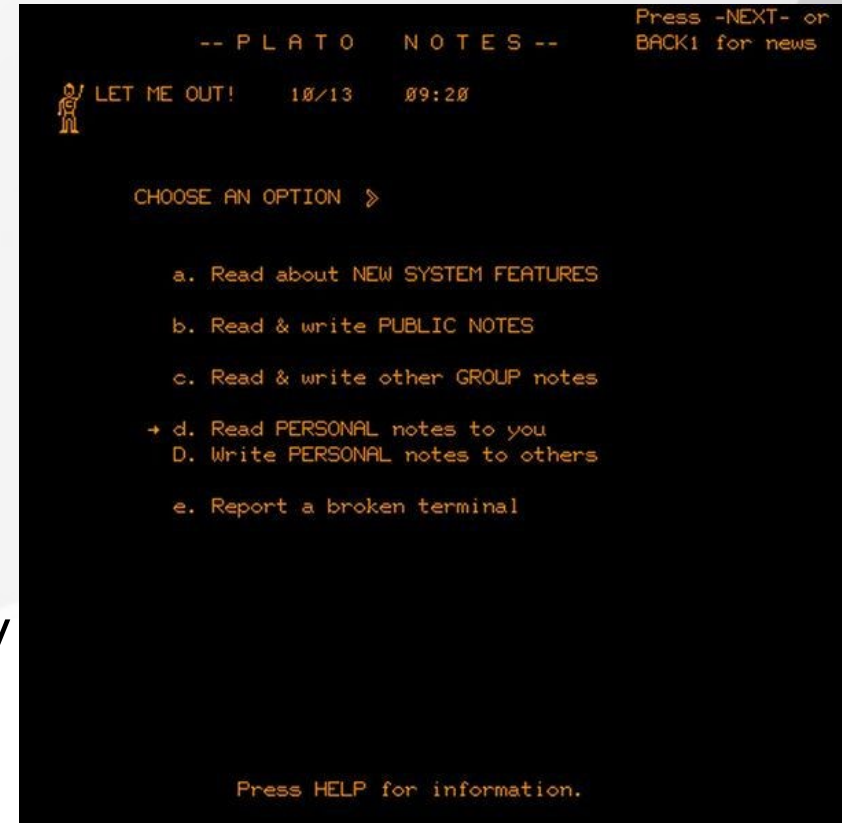 Press -NEXT- or
-- P L A T O N O T E S -- BACK1 for news
LET ME OUT! 10/13 09:20
CHOOSE AN OPTION >
a. Read about NEW SYSTEM FEATURES
b. Read & write PUBLIC NOTES
c. Read & write other GROUP notes
→ d. Read PERSONAL notes to you
D. Write PERSONAL notes to others
e. Report a broken terminal
Press HELP for information.